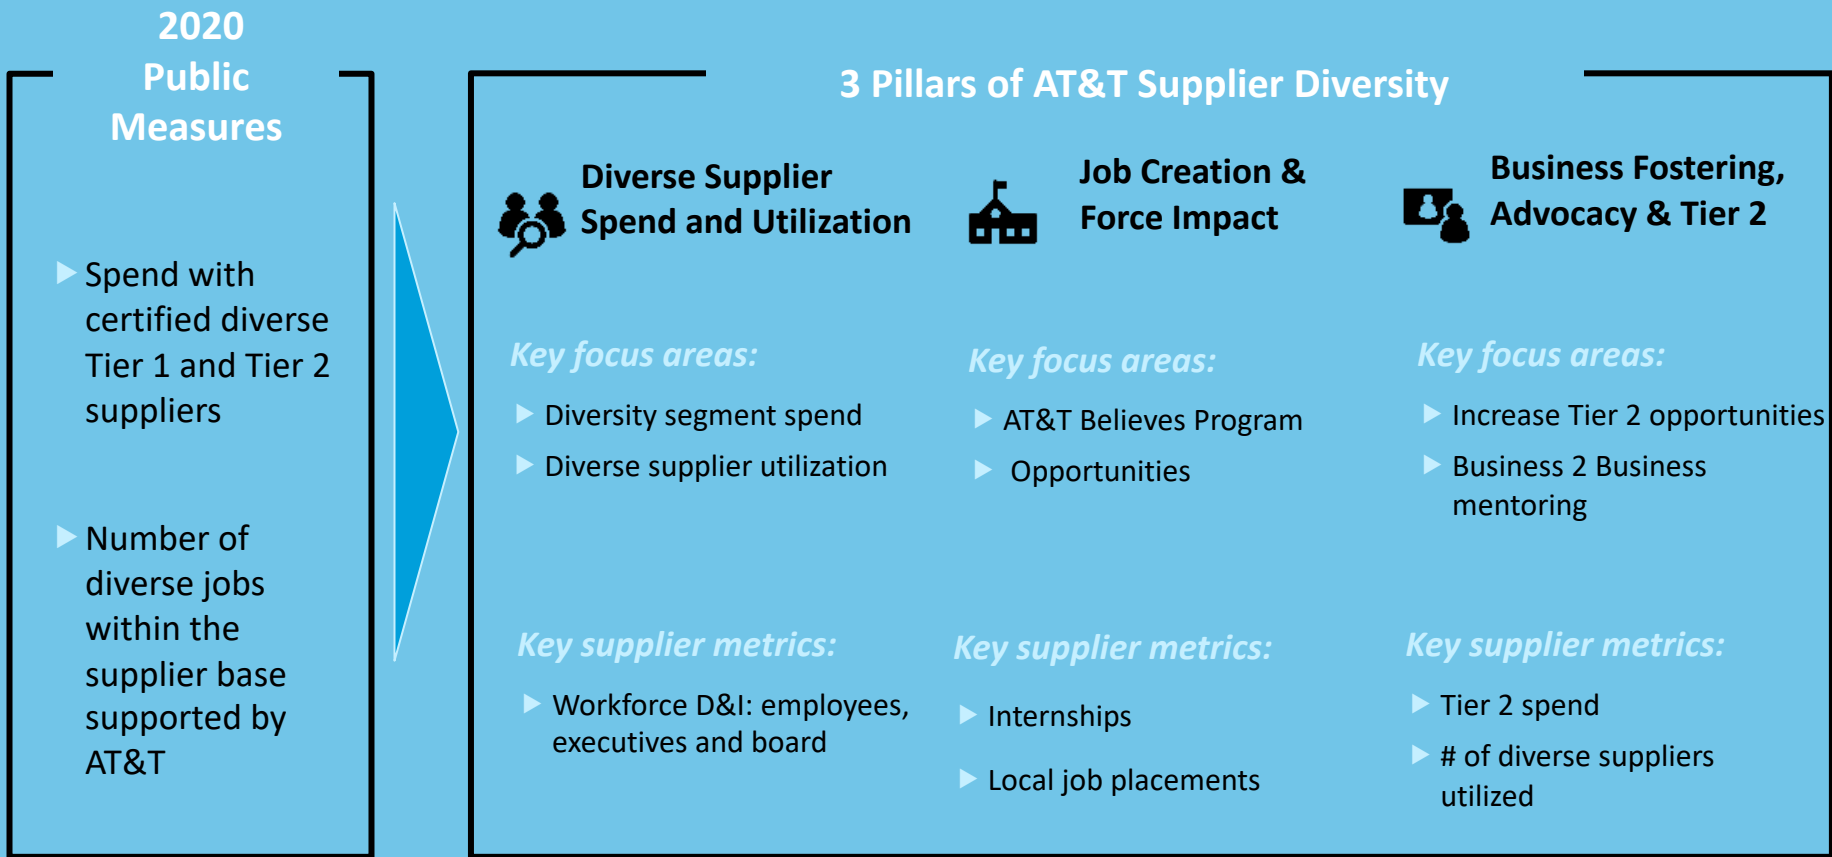 2020
Public
Measures
Spend with
certified diverse
Tier 1 and Tier 2
suppliers
Number of
diverse jobs
within the
supplier base
supported by
AT&T
3 Pillars of AT&T Supplier Diversity
Diverse Supplier
Spend and Utilization
Key focus areas:
Diversity segment spend
Diverse supplier utilization
Key supplier metrics:
Workforce D&I: employees,
executives and board
Job Creation &
Force Impact
Key focus areas:
AT&T Believes Program
Opportunities
Key supplier metrics:
Internships
Local job placements
Business Fostering,
Advocacy & Tier 2
Key focus areas:
Increase Tier 2 opportunities
Business 2 Business
mentoring
Key supplier metrics:
Tier 2 spend
# of diverse suppliers
utilized